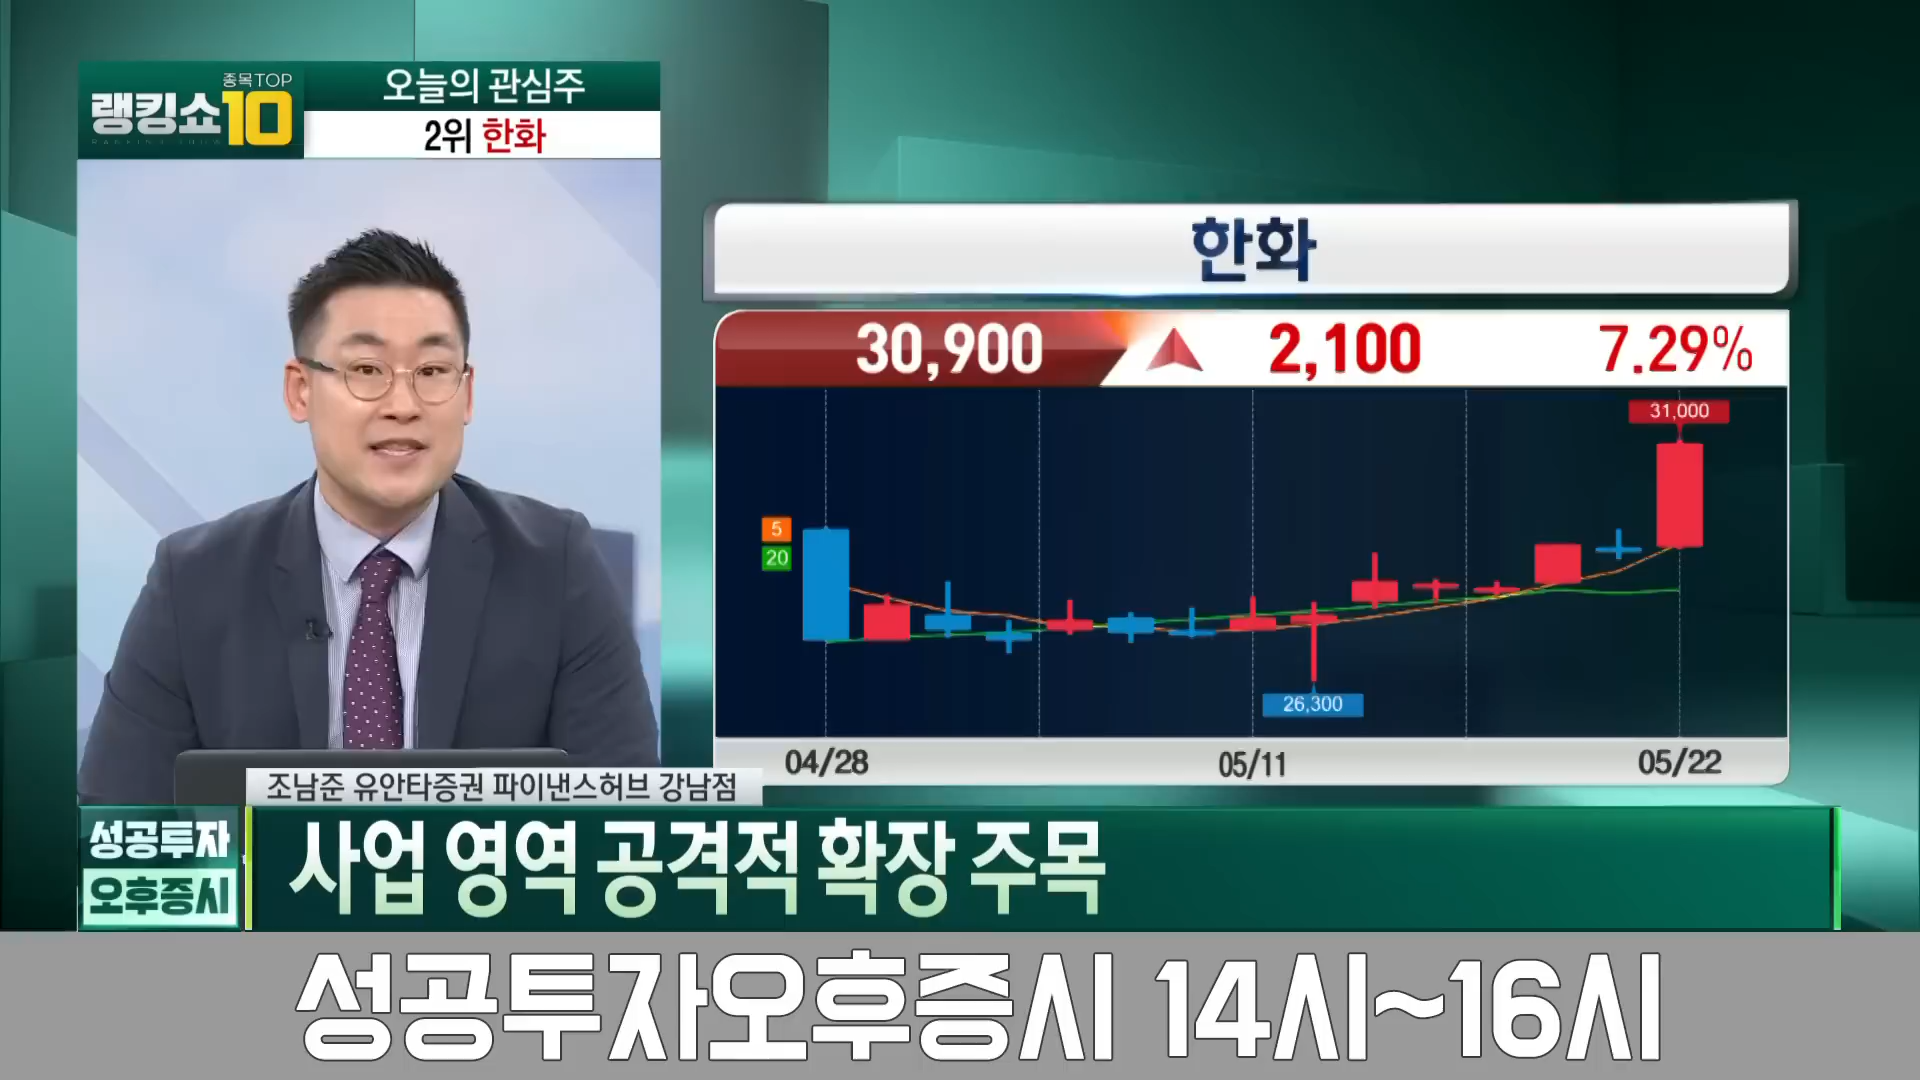 종목TOP
랭킹쇼10
RANKING SHOW
오늘의 관심주
2위 한화
한화
30,900 2,100 7.29%
31,000
5
20
26,300
04/28 05/11 05/22
조남준 유안타증권 파이낸스허브 강남점
성공투자
오후증시
사업 영역 공격적 확장 주목
성공투자오후증시 14시~16시